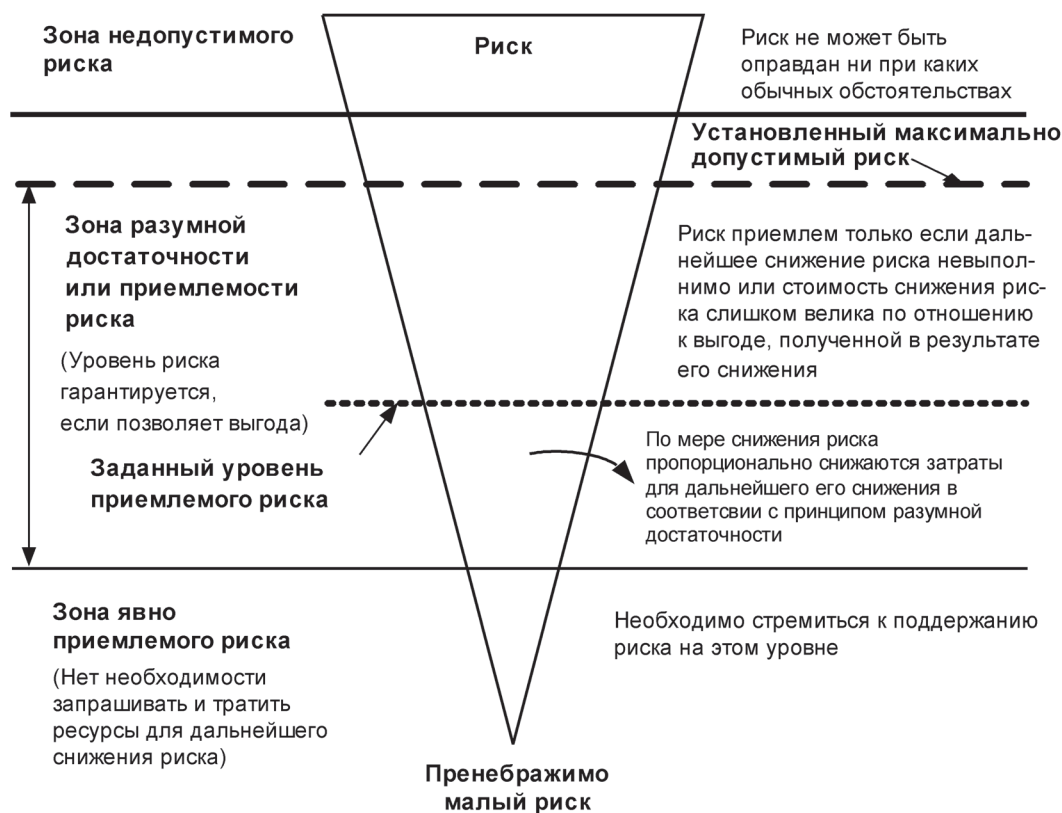 Зона недопустимого
риска
Риск
Риск не может быть
оправдан ни при каких
обычных обстоятельствах
Установленный максимально
допустимый риск
Зона разумной
достаточности
или приемлемости
риска
(Уровень риска
гарантируется,
если позволяет выгода)
Риск приемлем только если даль-
нейшее снижение риска невыпол-
нимо или стоимость снижения рис-
ка слишком велика по отношению
к выгоде, полученной в результате
его снижения
Заданный уровень
приемлемого риска
По мере снижения риска
пропорционально снижаются затраты
для дальнейшего его снижения в
соответсвии с принципом разумной
достаточности
Зона явно
приемлемого риска
(Нет необходимости
запрашивать и тратить
ресурсы для дальнейшего
снижения риска)
Необходимо стремиться к поддержанию
риска на этом уровне
Пренебражимо
малый риск